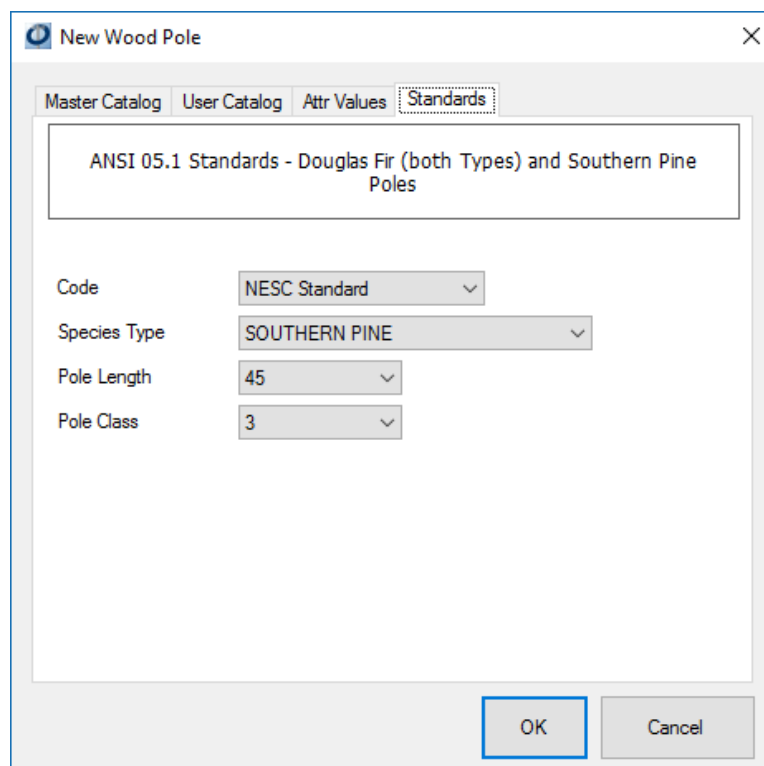 New Wood Pole
Master Catalog User Catalog Attr Values Standards
ANSI 05.1 Standards - Douglas Fir (both Types) and Southern Pine
Poles
Code NESC Standard
Species Type SOUTHERN PINE
Pole Length 45
Pole Class 3
OK Cancel